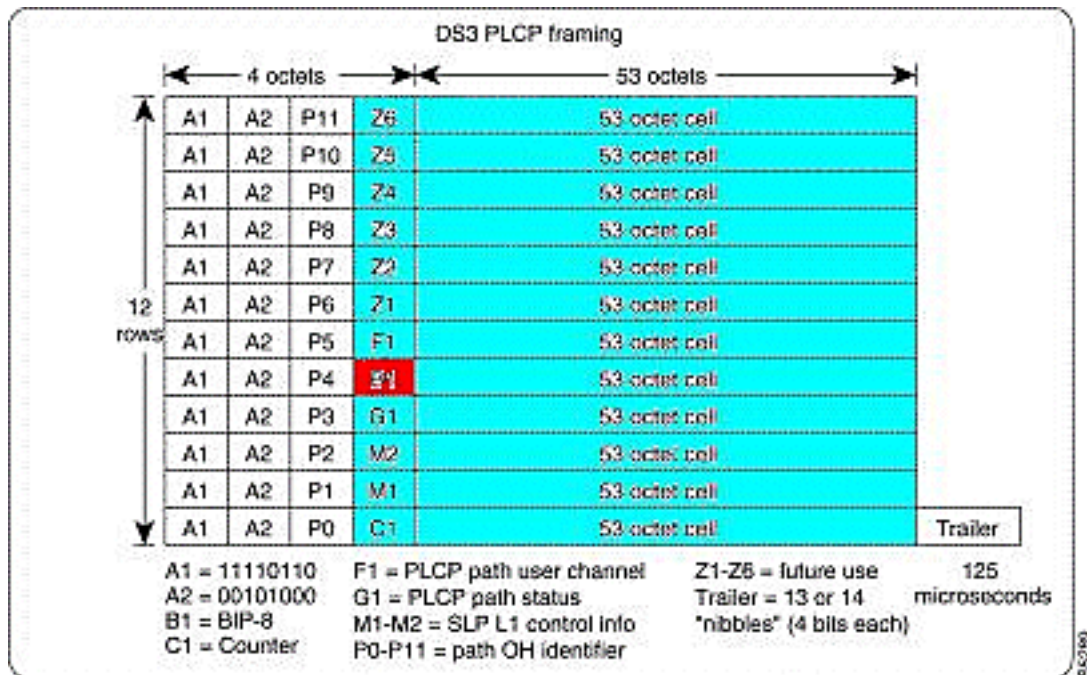 DS3 PLCP framing
4 octets 53 octets
A1 A2 P11 Z6 53 octet cell
A1 A2 P10 Z5 53 octet cell
A1 A2 P9 Z4 53 octet cell
A1 A2 P8 Z3 53 octet cell
A1 A2 P7 Z2 53 octet cell
12 A1 A2 P6 Z1 53 octet cell
rows A1 A2 P5 F1 53 octet cell
A1 A2 P4 B1 53 octet cell
A1 A2 P3 G1 53 octet cell
A1 A2 P2 M2 53 octet cell
A1 A2 P1 M1 53 octet cell
A1 A2 P0 C1 53 octet cell Trailer
A1 = 11110110 F1 = PLCP path user channel Z1-Z6 = future use 125
A2 = 00101000 G1 = PLCP path status Trailer = 13 or 14 microseconds
B1 = BIP-8 M1-M2 = SLP L1 control info "nibbles" (4 bits each)
C1 = Counter P0-P11 = path OH identifier